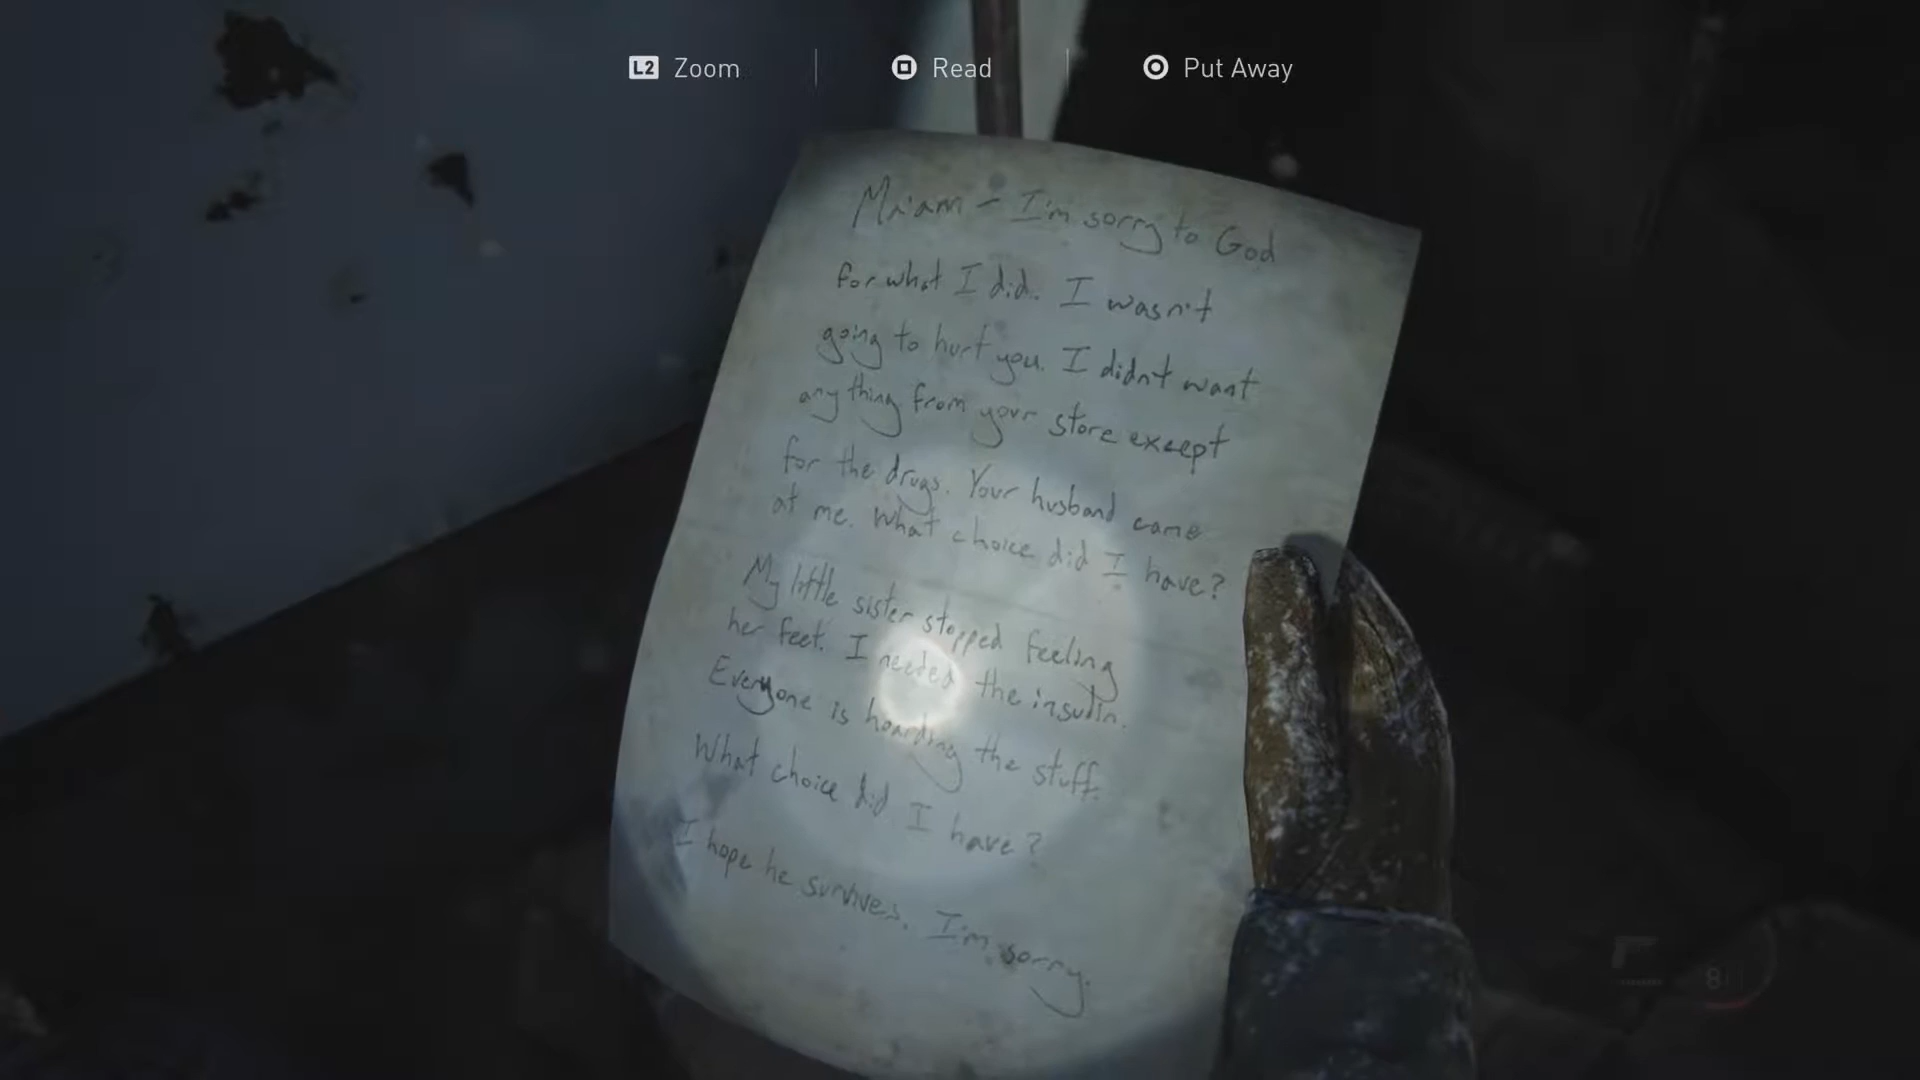 L2 Zoom Read Put Away
Ma'am - I'm sorry to God
for what I did. I wasn't
going to hurt you. I didn't want
anything from your store except
for the drugs. Your husband came
at me. What choice did I have?
My little sister stopped feeling
her feet. I needed the insulin.
Everyone is hoarding the stuff.
What choice did I have?
I hope he survives. I'm sorry.
8